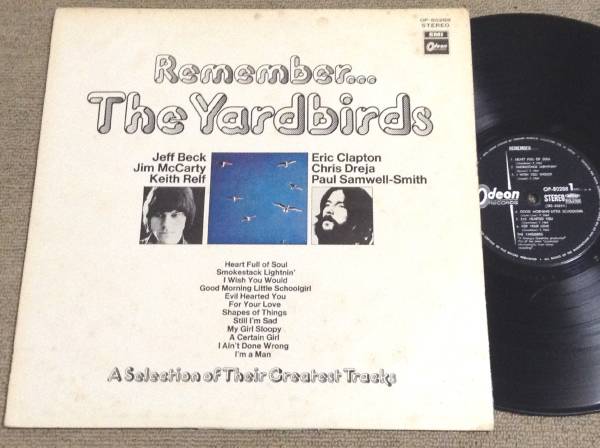 OP-80268
STEREO
EMI
Odeon
Remember...
The Yardbirds
Jeff Beck
Jim McCarty
Keith Relf
Eric Clapton
Chris Dreja
Paul Samwell-Smith
Heart Full of Soul
Smokestack Lightnin'
I Wish You Would
Good Morning Little Schoolgirl
Evil Hearted You
For Your Love
Shapes of Things
Still I'm Sad
My Girl Sloopy
A Certain Girl
I Ain't Done Wrong
I'm a Man
A Selection of Their Greatest Tracks
Odeon
RECORDS
REMEMBER...
OP-80268
1
STEREO
1. HEART FULL OF SOUL
2. SMOKESTACK LIGHTNIN'
3. I WISH YOU WOULD
4. GOOD MORNING LITTLE SCHOOLGIRL
5. EVIL HEARTED YOU
6. FOR YOUR LOVE
THE YARDBIRDS